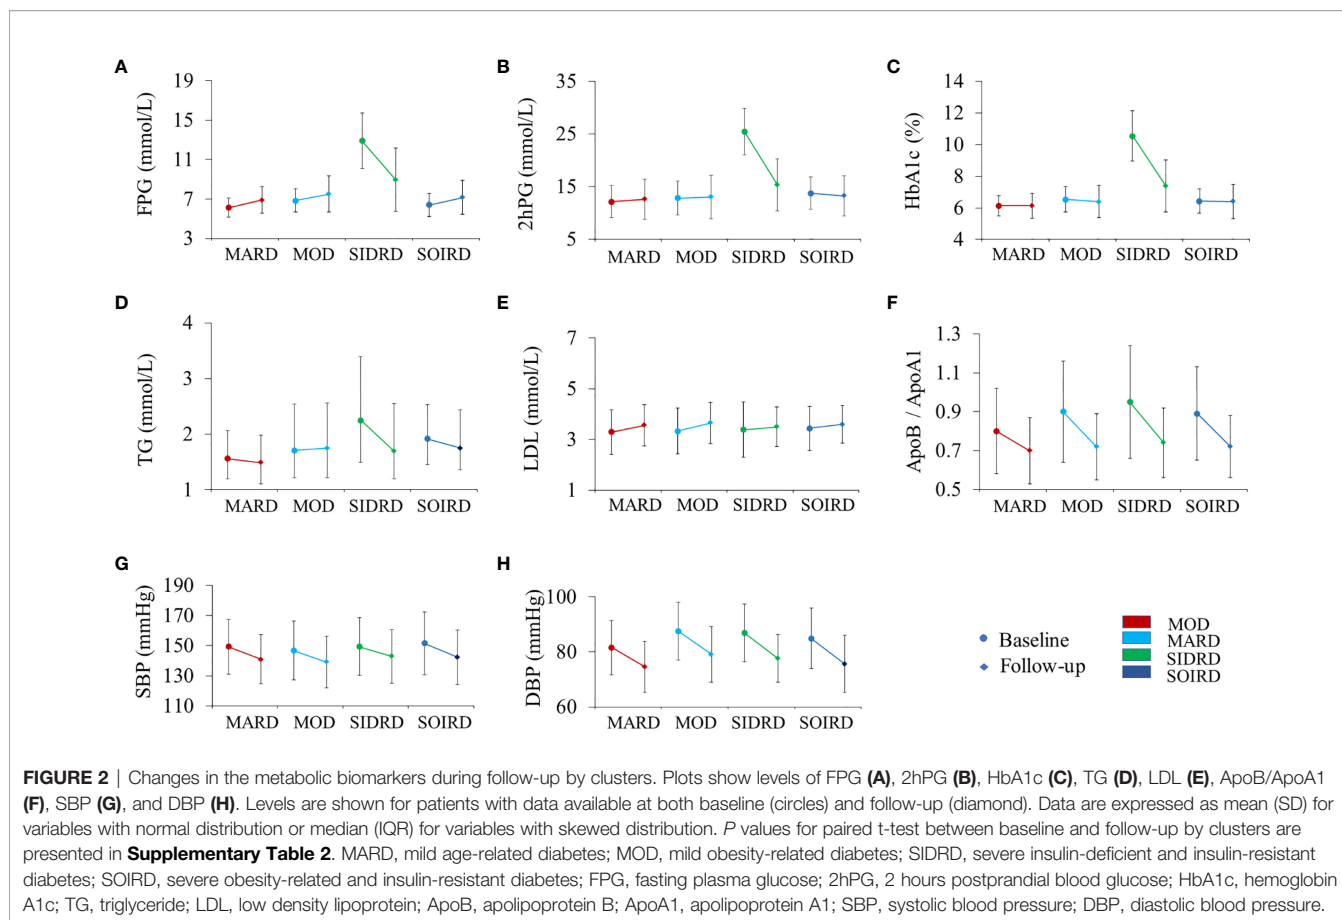 A
FPG (mmol/L)
19
15
11
7
3
MARD MOD SIDRD SOIRD
B
2hPG (mmol/L)
35
25
15
5
MARD MOD SIDRD SOIRD
C
HbA1c (%)
14
12
10
8
6
4
MARD MOD SIDRD SOIRD
D
TG (mmol/L)
4
3
2
1
MARD MOD SIDRD SOIRD
E
LDL (mmol/L)
7
5
3
1
MARD MOD SIDRD SOIRD
F
ApoB / ApoA1
1.3
1.1
0.9
0.7
0.5
MARD MOD SIDRD SOIRD
G
SBP (mmHg)
190
170
150
130
110
MARD MOD SIDRD SOIRD
H
DBP (mmHg)
100
80
60
MARD MOD SIDRD SOIRD
Baseline
Follow-up
MOD
MARD
SIDRD
SOIRD
FIGURE 2 | Changes in the metabolic biomarkers during follow-up by clusters. Plots show levels of FPG (A), 2hPG (B), HbA1c (C), TG (D), LDL (E), ApoB/ApoA1
(F), SBP (G), and DBP (H). Levels are shown for patients with data available at both baseline (circles) and follow-up (diamond). Data are expressed as mean (SD) for
variables with normal distribution or median (IQR) for variables with skewed distribution. P values for paired t-test between baseline and follow-up by clusters are
presented in Supplementary Table 2. MARD, mild age-related diabetes; MOD, mild obesity-related diabetes; SIDRD, severe insulin-deficient and insulin-resistant
diabetes; SOIRD, severe obesity-related and insulin-resistant diabetes; FPG, fasting plasma glucose; 2hPG, 2 hours postprandial blood glucose; HbA1c, hemoglobin
A1c; TG, triglyceride; LDL, low density lipoprotein; ApoB, apolipoprotein B; ApoA1, apolipoprotein A1; SBP, systolic blood pressure; DBP, diastolic blood pressure.